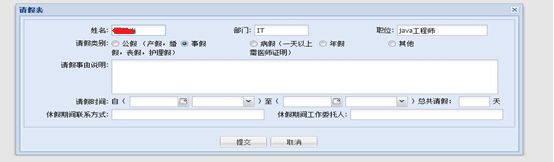 请假表
姓名: 部门: IT 职位: java工程师
请假类别: 公假 (产假, 婚假, 丧假, 护理假) 事假 病假 (一天以上需医师证明) 年假 其他
请假事由说明:
请假时间: 自 ( ) 至 ( ) 总共请假: 天
休假期间联系方式: 休假期间工作委托人:
提交 取消